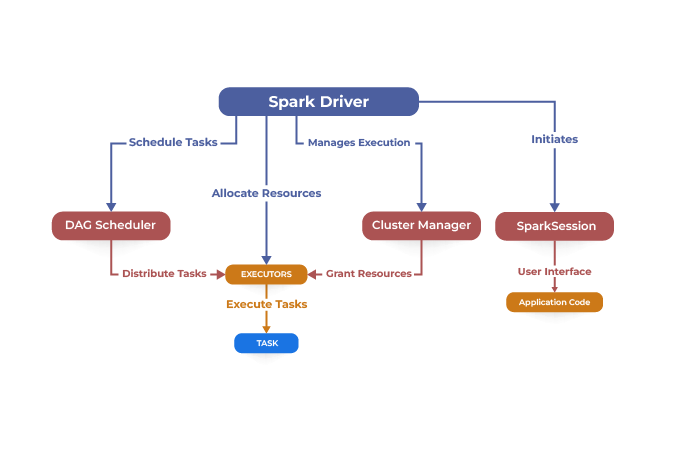 Spark Driver
Schedule Tasks
Manages Execution
Initiates
Allocate Resources
DAG Scheduler
Cluster Manager
SparkSession
Distribute Tasks
EXECUTORS
Grant Resources
User Interface
Execute Tasks
Application Code
TASK